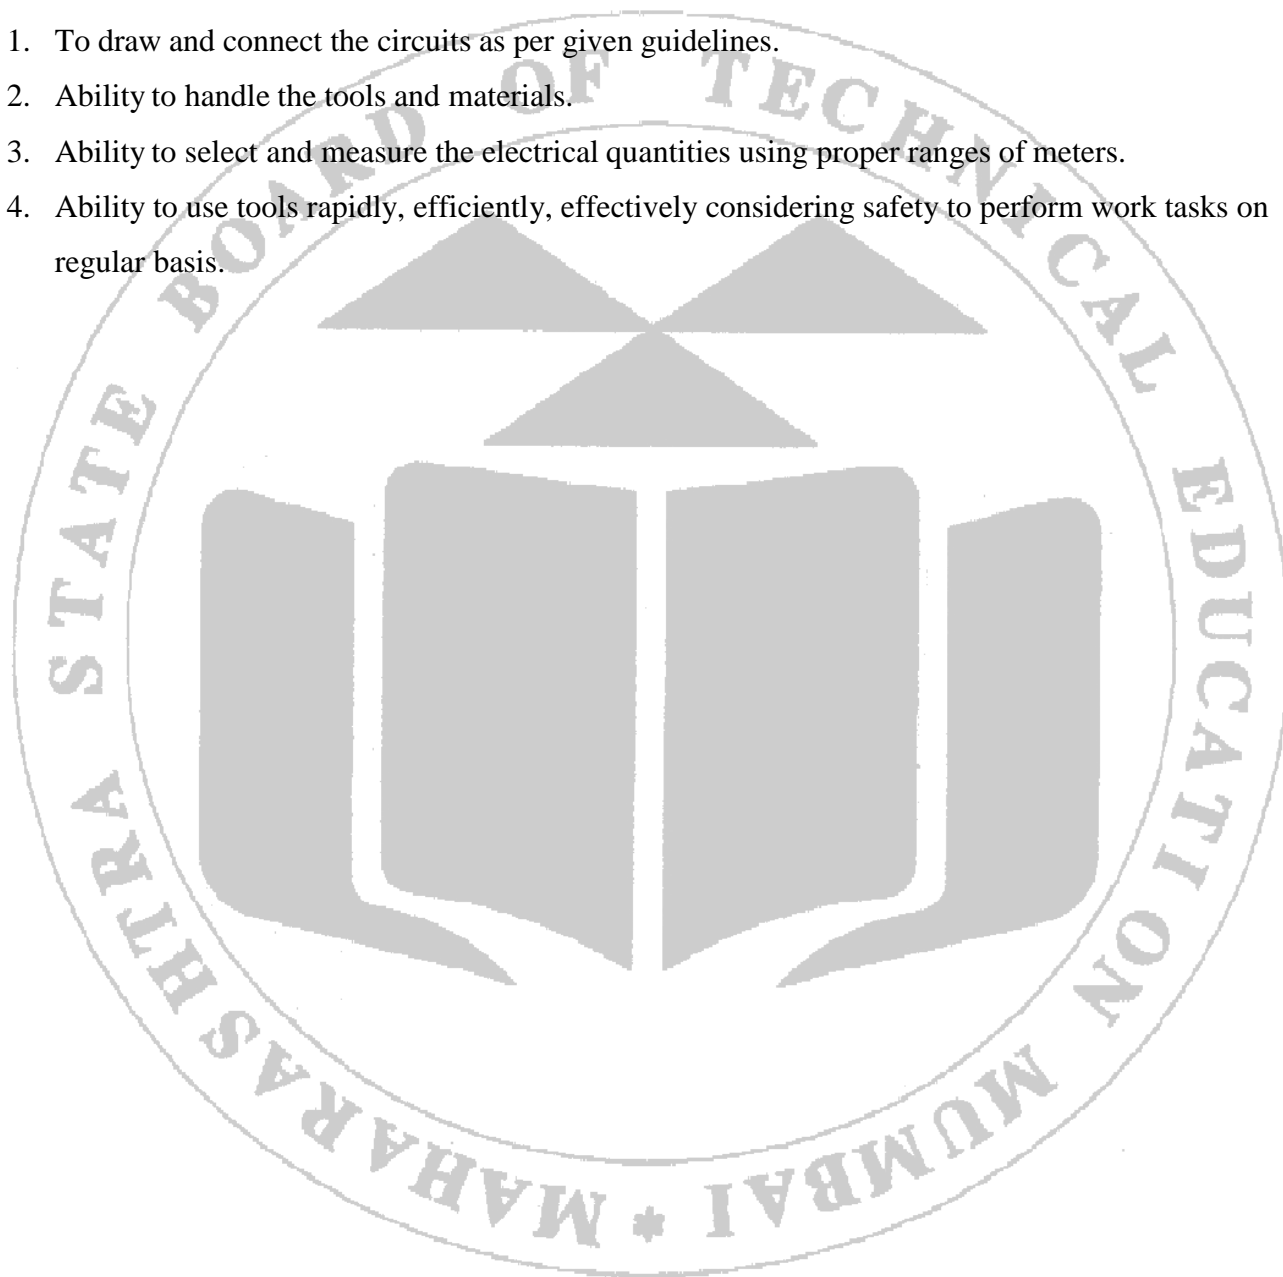 1. To draw and connect the circuits as per given guidelines.
2. Ability to handle the tools and materials.
3. Ability to select and measure the electrical quantities using proper ranges of meters.
4. Ability to use tools rapidly, efficiently, effectively considering safety to perform work tasks on
regular basis.
MAHARASHTRA STATE BOARD OF TECHNICAL EDUCATION MUMBAI *